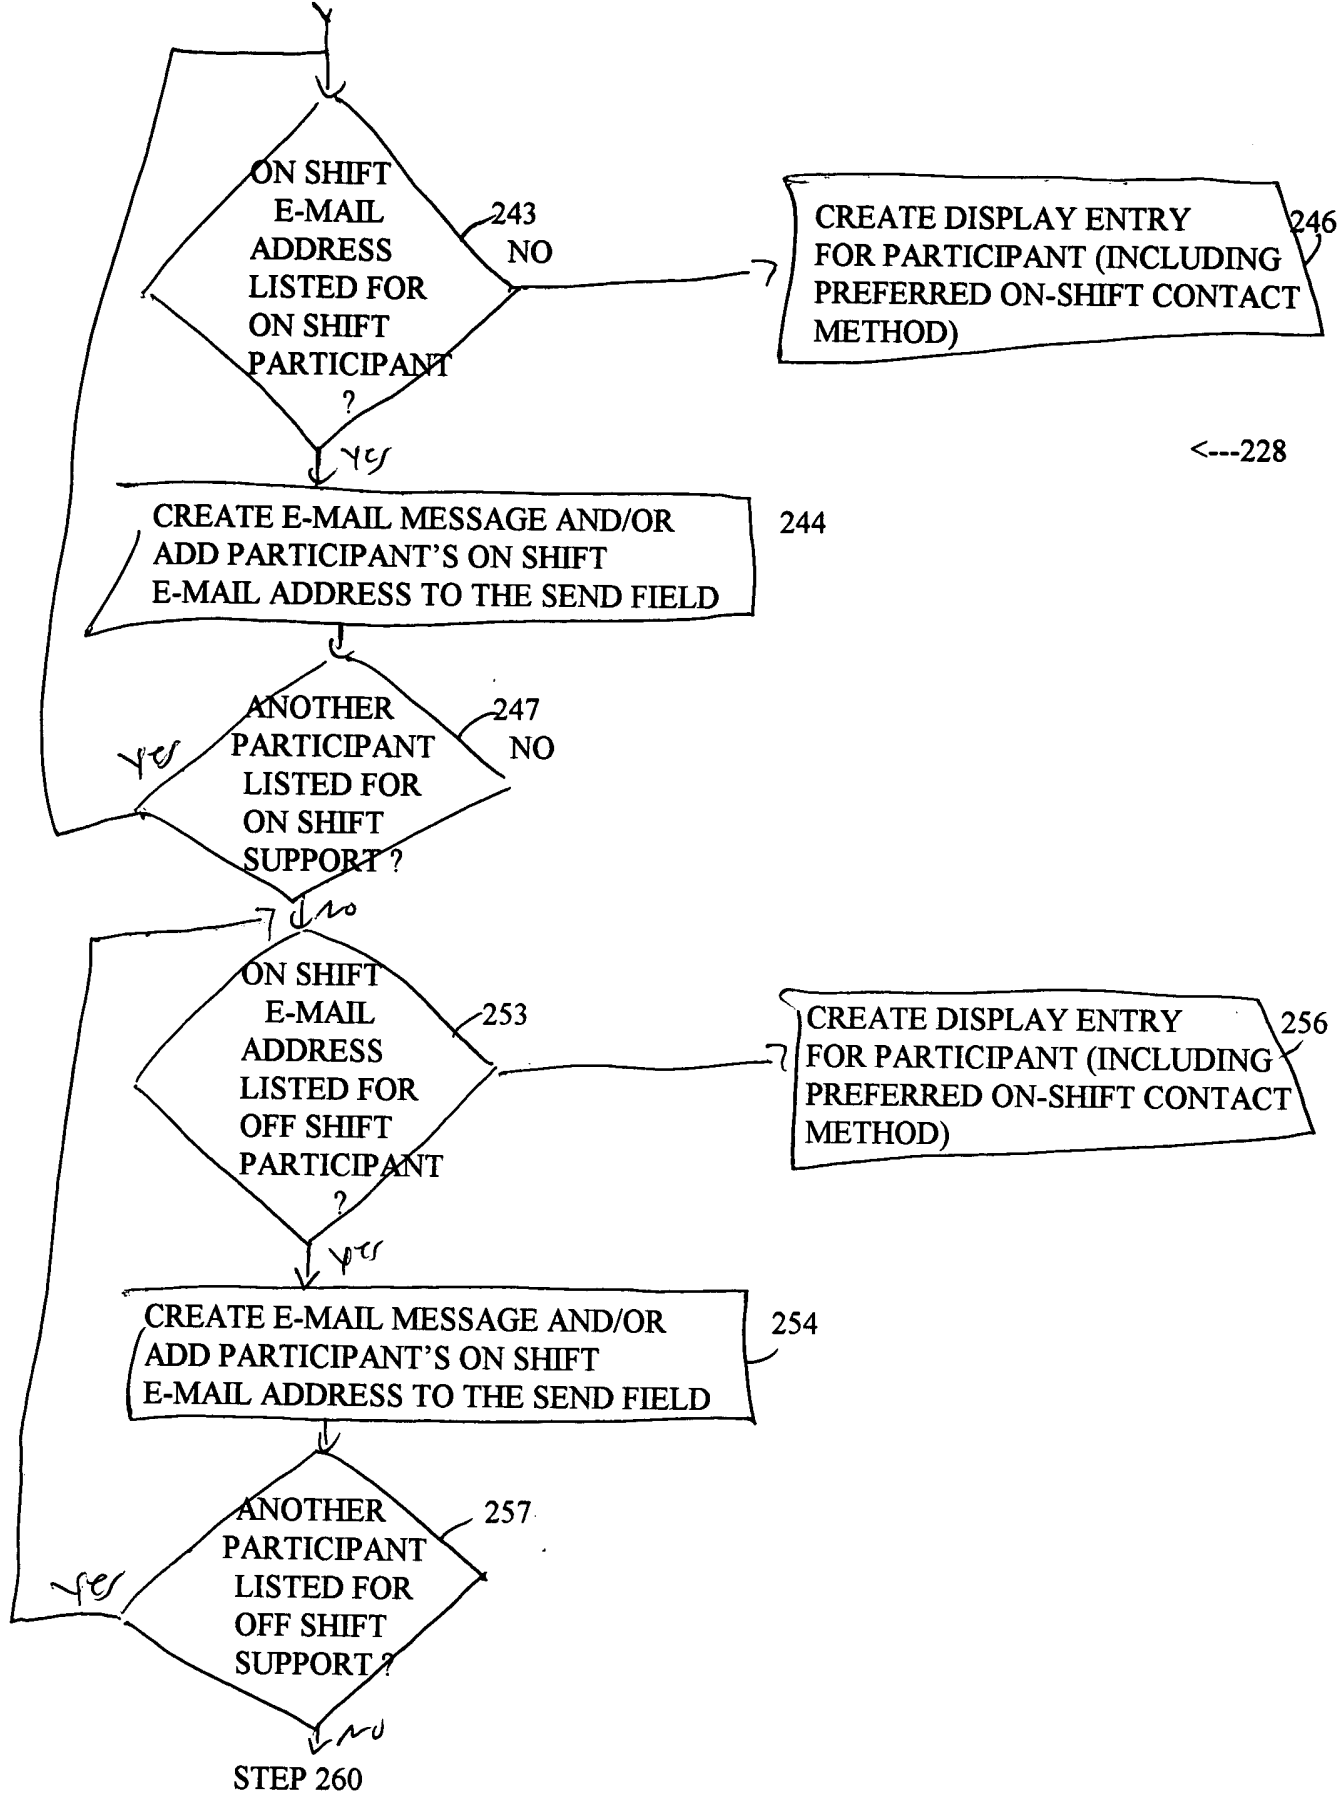 ON SHIFT
E-MAIL
ADDRESS
LISTED FOR
ON SHIFT
PARTICIPANT
?
243
NO
CREATE DISPLAY ENTRY
FOR PARTICIPANT (INCLUDING
PREFERRED ON-SHIFT CONTACT
METHOD)
246
<---228
Yes
CREATE E-MAIL MESSAGE AND/OR
ADD PARTICIPANT'S ON SHIFT
E-MAIL ADDRESS TO THE SEND FIELD
244
ANOTHER
PARTICIPANT
LISTED FOR
ON SHIFT
SUPPORT ?
247
NO
Yes
No
ON SHIFT
E-MAIL
ADDRESS
LISTED FOR
OFF SHIFT
PARTICIPANT
?
253
CREATE DISPLAY ENTRY
FOR PARTICIPANT (INCLUDING
PREFERRED ON-SHIFT CONTACT
METHOD)
256
yes
CREATE E-MAIL MESSAGE AND/OR
ADD PARTICIPANT'S ON SHIFT
E-MAIL ADDRESS TO THE SEND FIELD
254
ANOTHER
PARTICIPANT
LISTED FOR
OFF SHIFT
SUPPORT ?
257
Yes
No
STEP 260